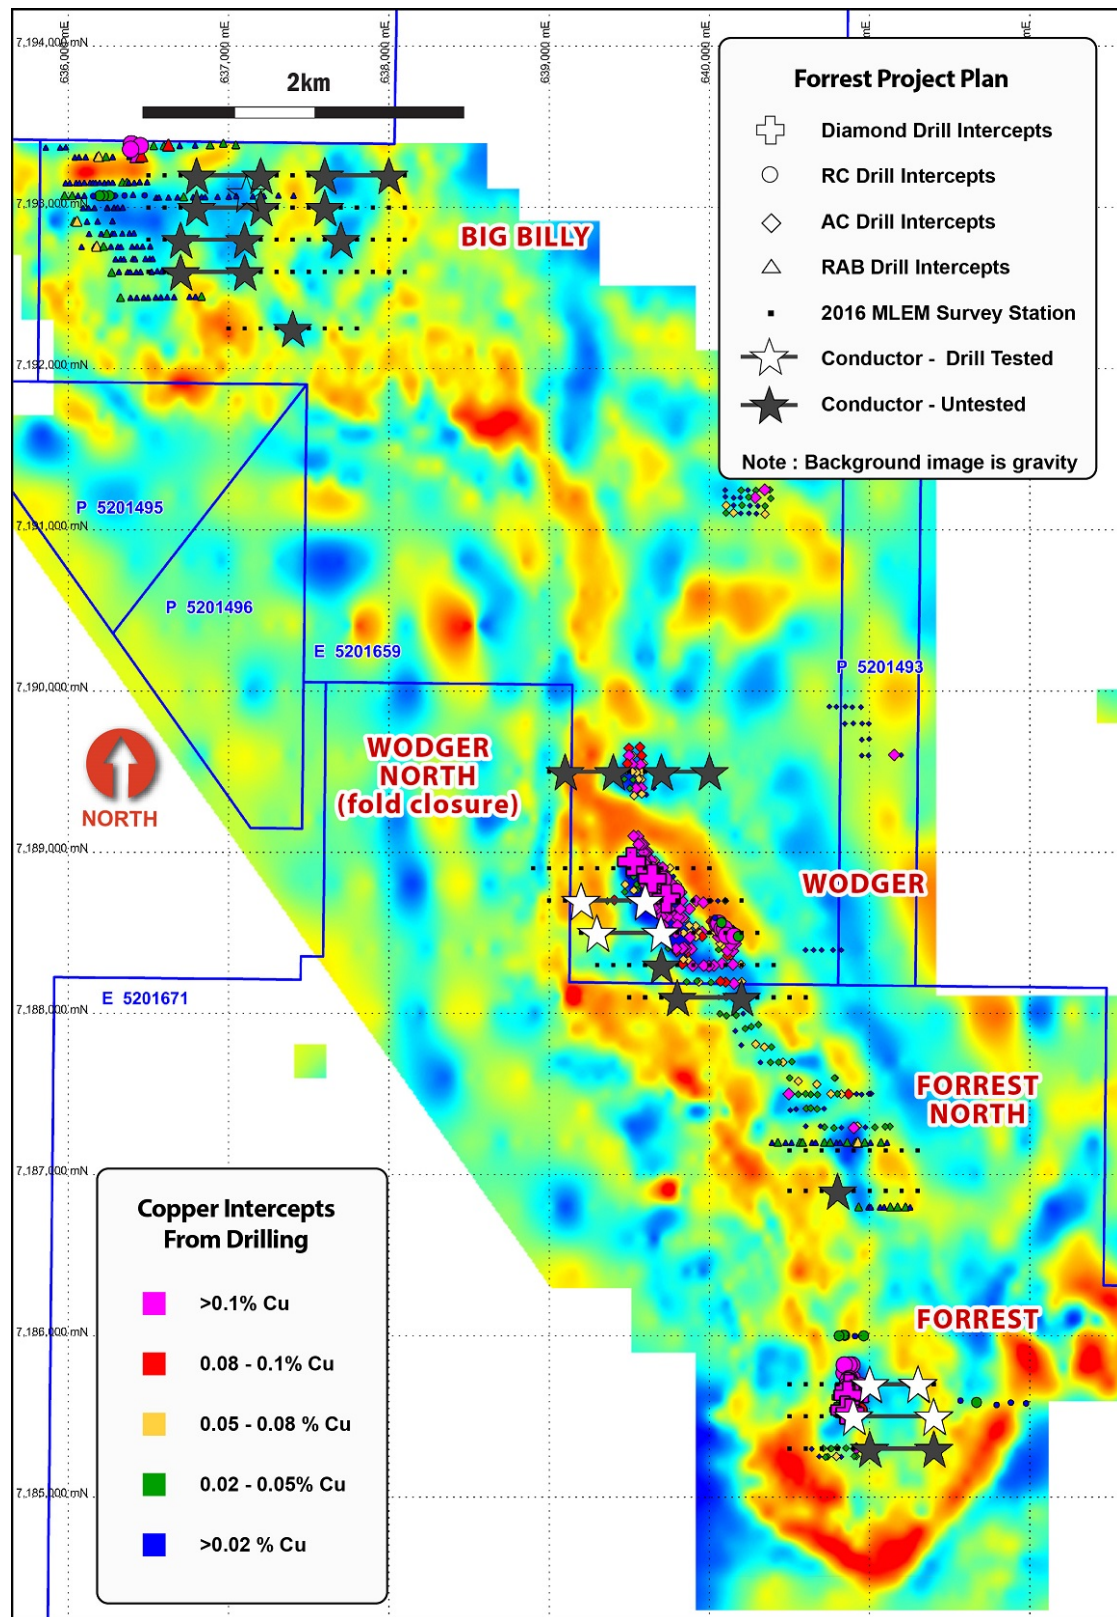 7,194,000 mN
636,000 mE
637,000 mE
638,000 mE
639,000 mE
640,000 mE
mE
mE
2km
Forrest Project Plan
Diamond Drill Intercepts
RC Drill Intercepts
AC Drill Intercepts
RAB Drill Intercepts
2016 MLEM Survey Station
Conductor - Drill Tested
Conductor - Untested
Note : Background image is gravity
7,193,000 mN
BIG BILLY
7,192,000 mN
P 5201495
7,191,000 mN
P 5201496
E 5201659
P 5201493
7,190,000 mN
WODGER
NORTH
(fold closure)
NORTH
7,189,000 mN
WODGER
E 5201671
7,188,000 mN
FORREST
NORTH
7,187,000 mN
Copper Intercepts
From Drilling
>0.1% Cu
0.08 - 0.1% Cu
0.05 - 0.08 % Cu
0.02 - 0.05% Cu
>0.02 % Cu
FORREST
7,186,000 mN
7,185,000 mN